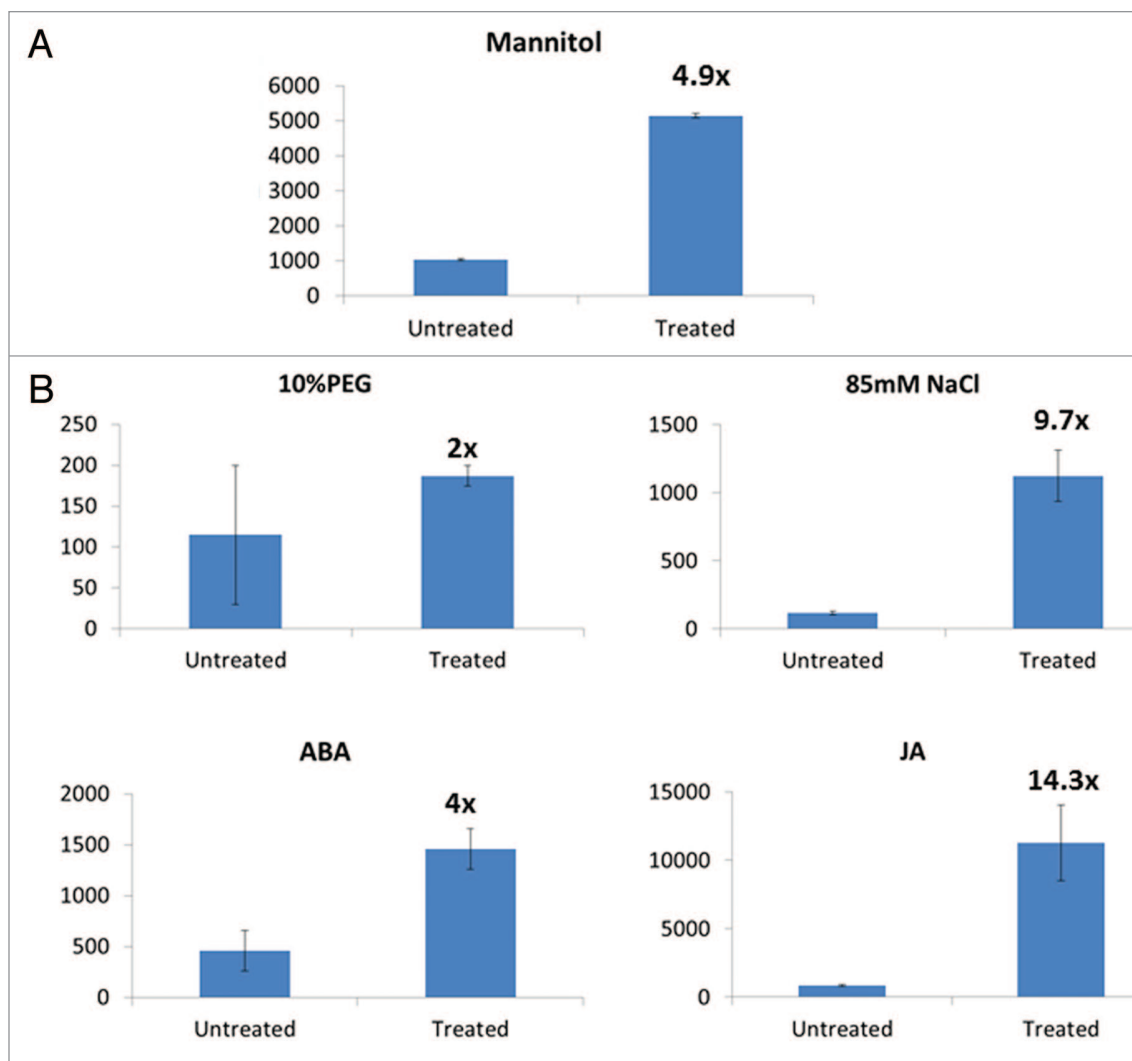 A
Mannitol
4.9x
6000
5000
4000
3000
2000
1000
0
Untreated Treated
B
10%PEG
2x
250
200
150
100
50
0
Untreated Treated
85mM NaCl
9.7x
1500
1000
500
0
Untreated Treated
ABA
4x
2000
1500
1000
500
0
Untreated Treated
JA
14.3x
15000
10000
5000
0
Untreated Treated